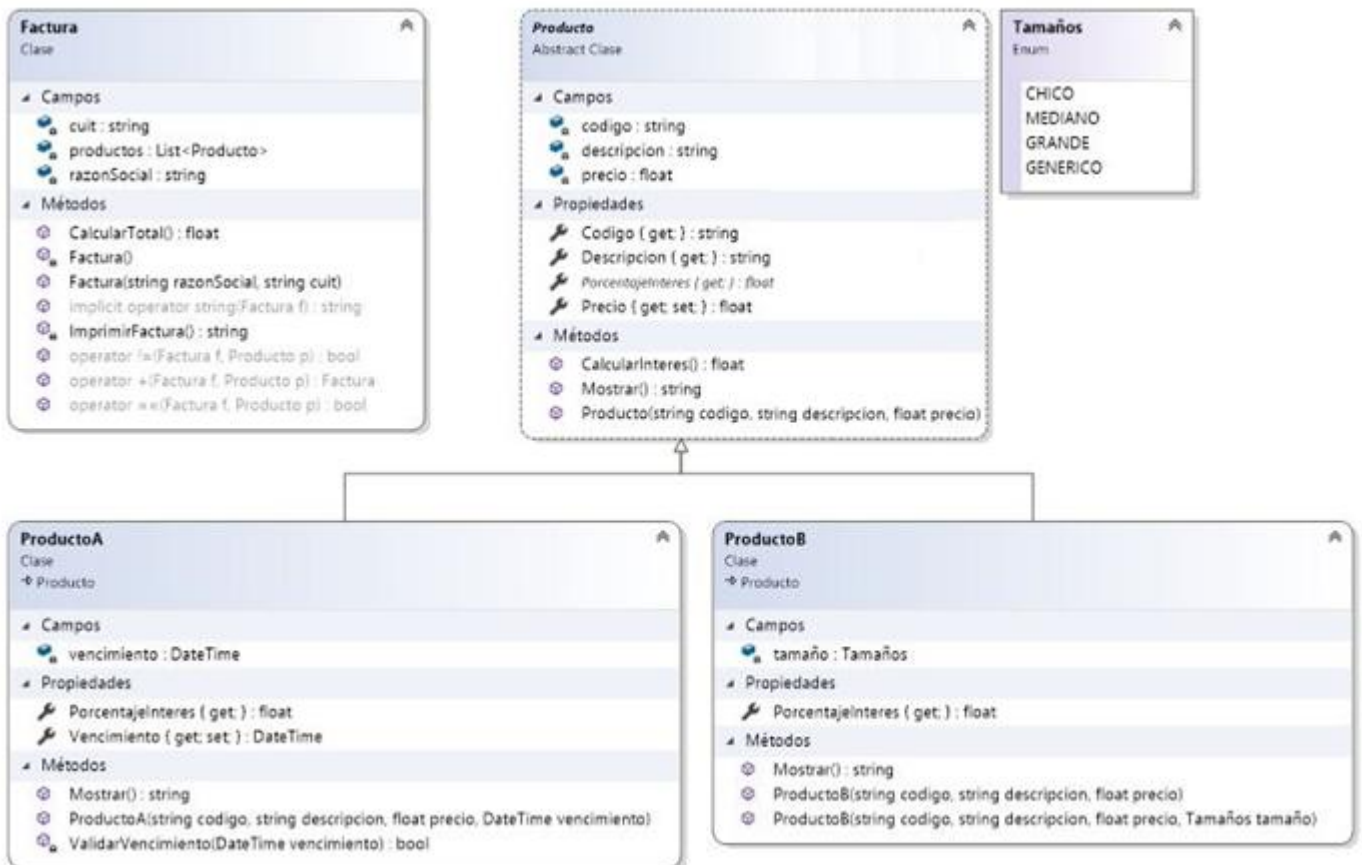 Factura
Clase
Campos
cuit : string
productos : List<Producto>
razonSocial : string
Métodos
CalcularTotal() : float
Factura()
Factura(string razonSocial, string cuit)
implicit operator string(Factura f) : string
ImprimirFactura() : string
operator !=(Factura f, Producto p) : bool
operator +(Factura f, Producto p) : Factura
operator ==(Factura f, Producto p) : bool
Producto
Abstract Clase
Campos
codigo : string
descripcion : string
precio : float
Propiedades
Codigo { get; } : string
Descripcion { get; } : string
PorcentajeInteres { get; } : float
Precio { get; set; } : float
Métodos
CalcularInteres() : float
Mostrar() : string
Producto(string codigo, string descripcion, float precio)
Tamaños
Enum
CHICO
MEDIANO
GRANDE
GENERICO
ProductoA
Clase
Producto
Campos
vencimiento : DateTime
Propiedades
PorcentajeInteres { get; } : float
Vencimiento { get; set; } : DateTime
Métodos
Mostrar() : string
ProductoA(string codigo, string descripcion, float precio, DateTime vencimiento)
ValidarVencimiento(DateTime vencimiento) : bool
ProductoB
Clase
Producto
Campos
tamaño : Tamaños
Propiedades
PorcentajeInteres { get; } : float
Métodos
Mostrar() : string
ProductoB(string codigo, string descripcion, float precio)
ProductoB(string codigo, string descripcion, float precio, Tamaños tamaño)